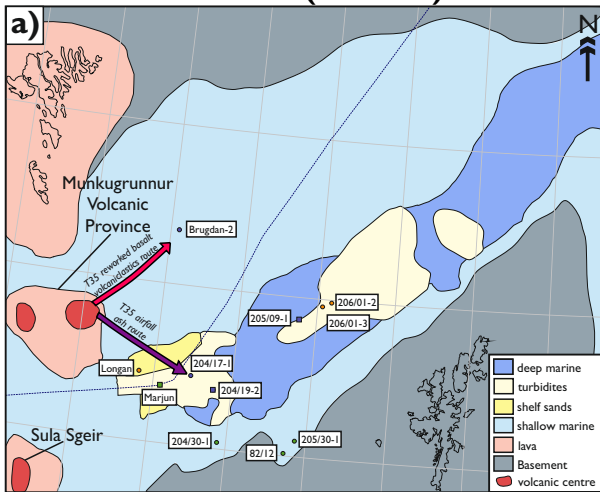 a)
N
Munkugrunnur
Volcanic
Province
Brugdan-2
T35 reworked basalt
volcaniclastics route
T35 airfall
ash route
206/01-2
205/09-1
206/01-3
204/17-1
Longan
204/19-2
Marjun
Sula Sgeir
204/30-1
205/30-1
82/12
deep marine
turbidites
shelf sands
shallow marine
lava
Basement
volcanic centre